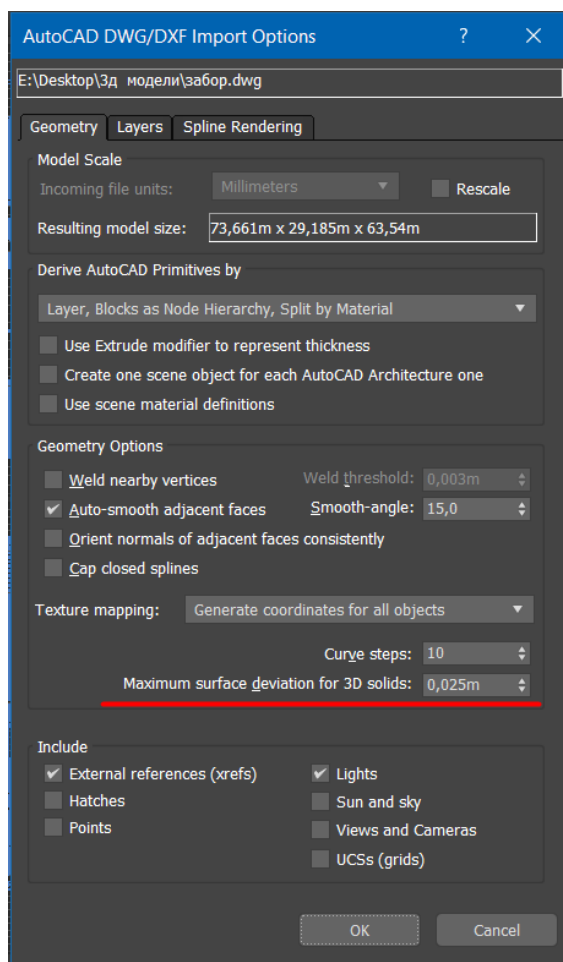 AutoCAD DWG/DXF Import Options ? ×
E:\Desktop\3д модели\забор.dwg
Geometry Layers Spline Rendering
Model Scale
Incoming file units: Millimeters Rescale
Resulting model size: 73,661m x 29,185m x 63,54m
Derive AutoCAD Primitives by
Layer, Blocks as Node Hierarchy, Split by Material
Use Extrude modifier to represent thickness
Create one scene object for each AutoCAD Architecture one
Use scene material definitions
Geometry Options
Weld nearby vertices Weld threshold: 0,003m
Auto-smooth adjacent faces Smooth-angle: 15,0
Orient normals of adjacent faces consistently
Cap closed splines
Texture mapping: Generate coordinates for all objects
Curve steps: 10
Maximum surface deviation for 3D solids: 0,025m
Include
External references (xrefs) Lights
Hatches Sun and sky
Points Views and Cameras
UCSs (grids)
OK Cancel